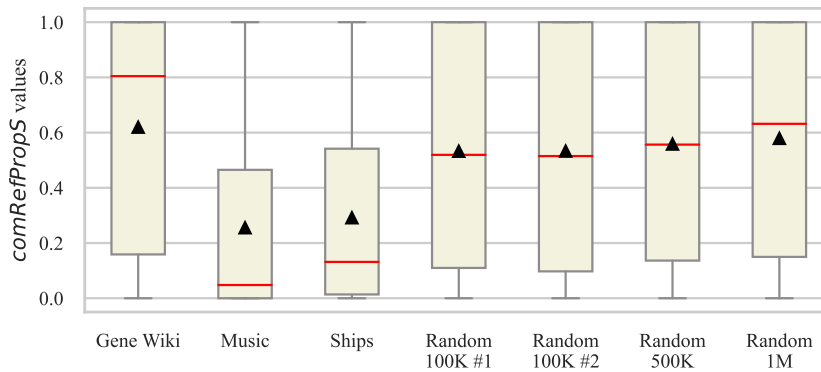 comRefPropS values
1.0
0.8
0.6
0.4
0.2
0.0
Gene Wiki
Music
Ships
Random
100K #1
Random
100K #2
Random
500K
Random
1M